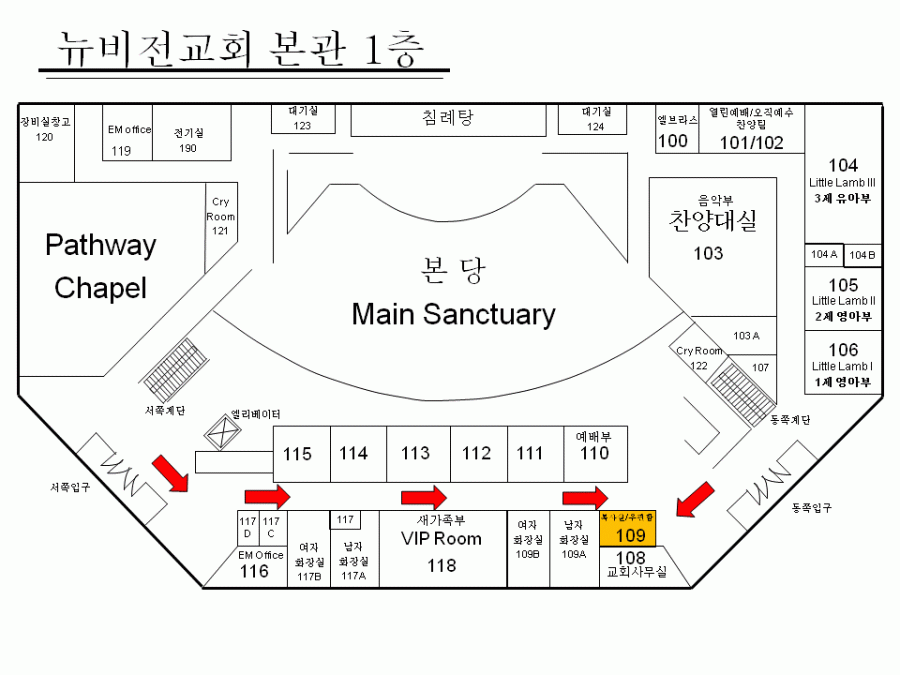 뉴비전교회 본관 1층
장비실창고
120
EM office
119
전기실
190
대기실
123
침례탕
대기실
124
엘브라스
100
열린예배/오직예수
찬양팀
101/102
104
Little Lamb III
3세 유아부
Cry
Room
121
Pathway
Chapel
본 당
Main Sanctuary
음악부
찬양대실
103
104 A
104 B
105
Little Lamb II
2세 영아부
103 A
Cry Room
122
107
106
Little Lamb I
1세 영아부
서쪽계단
엘리베이터
동쪽계단
115
114
113
112
111
예배부
110
서쪽입구
동쪽입구
117
D
117
C
EM Office
116
여자
화장실
117B
117
남자
화장실
117A
새가족부
VIP Room
118
여자
화장실
109B
남자
화장실
109A
109
108
교회사무실